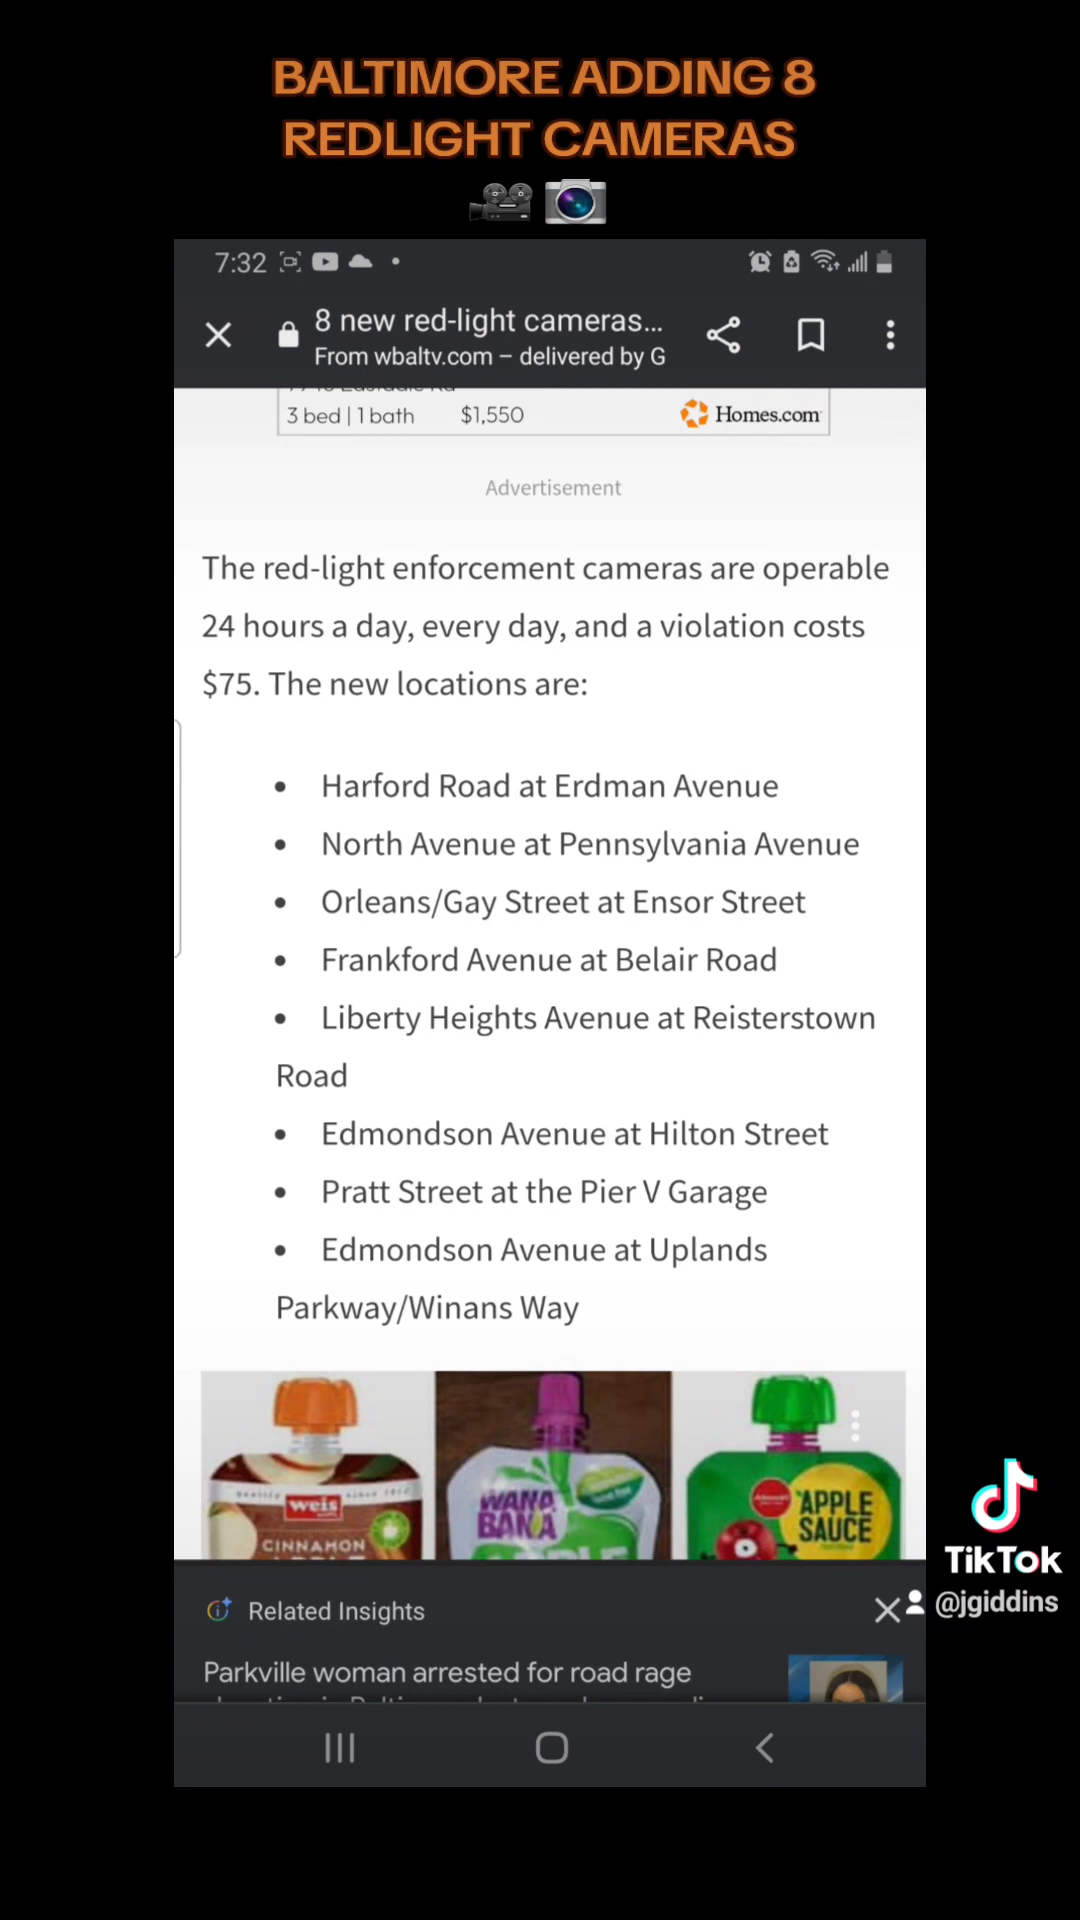 BALTIMORE ADDING 8
REDLIGHT CAMERAS
7:32
8 new red-light cameras...
From wbaltv.com – delivered by G
3 bed | 1 bath $1,550 Homes.com
Advertisement
The red-light enforcement cameras are operable
24 hours a day, every day, and a violation costs
$75. The new locations are:
• Harford Road at Erdman Avenue
• North Avenue at Pennsylvania Avenue
• Orleans/Gay Street at Ensor Street
• Frankford Avenue at Belair Road
• Liberty Heights Avenue at Reisterstown
Road
• Edmondson Avenue at Hilton Street
• Pratt Street at the Pier V Garage
• Edmondson Avenue at Uplands
Parkway/Winans Way
weis
CINNAMON
WANA
BANA
APPLE
SAUCE
TikTok
@jgiddins
Related Insights
Parkville woman arrested for road rage